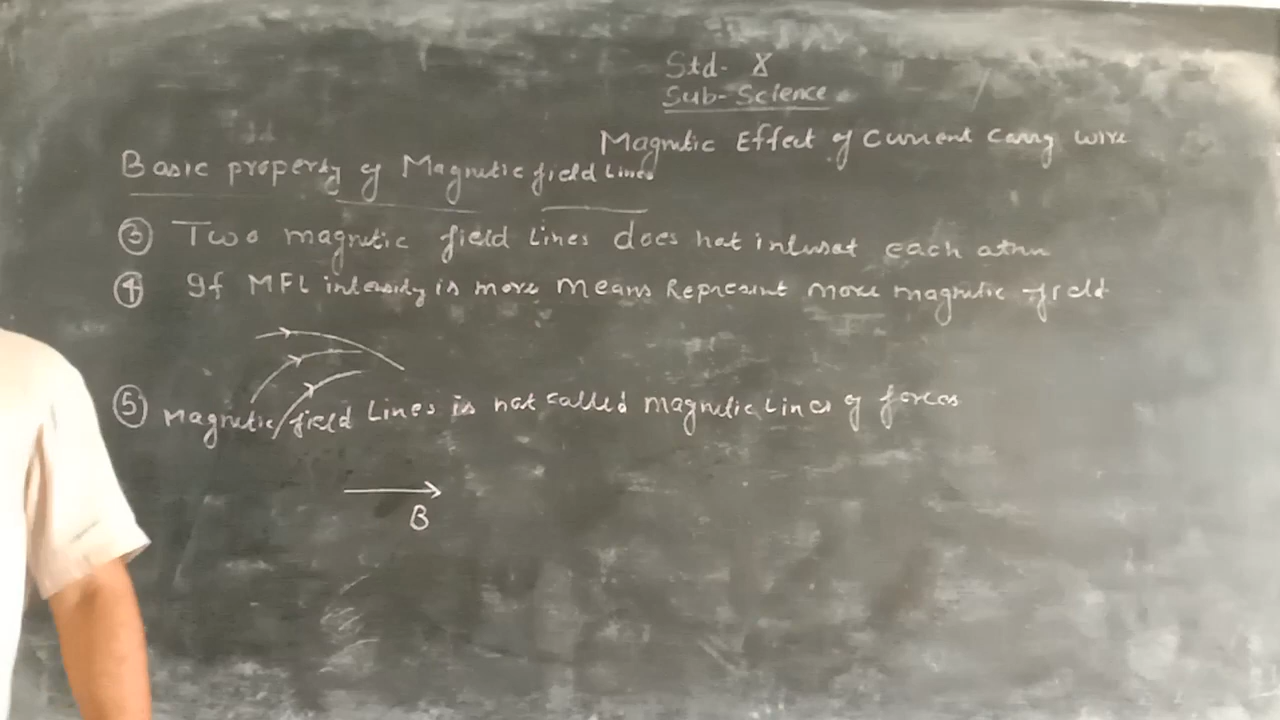 Std- X
Sub-Science
Magnetic Effect of Current Carry wire
Basic property of Magnetic field Lines
③ Two magnetic field Lines does not intersect each other
④ If MFL intensity is more means Represent more magnetic field
⑤ Magnetic field Lines is not called magnetic Lines of forces
B